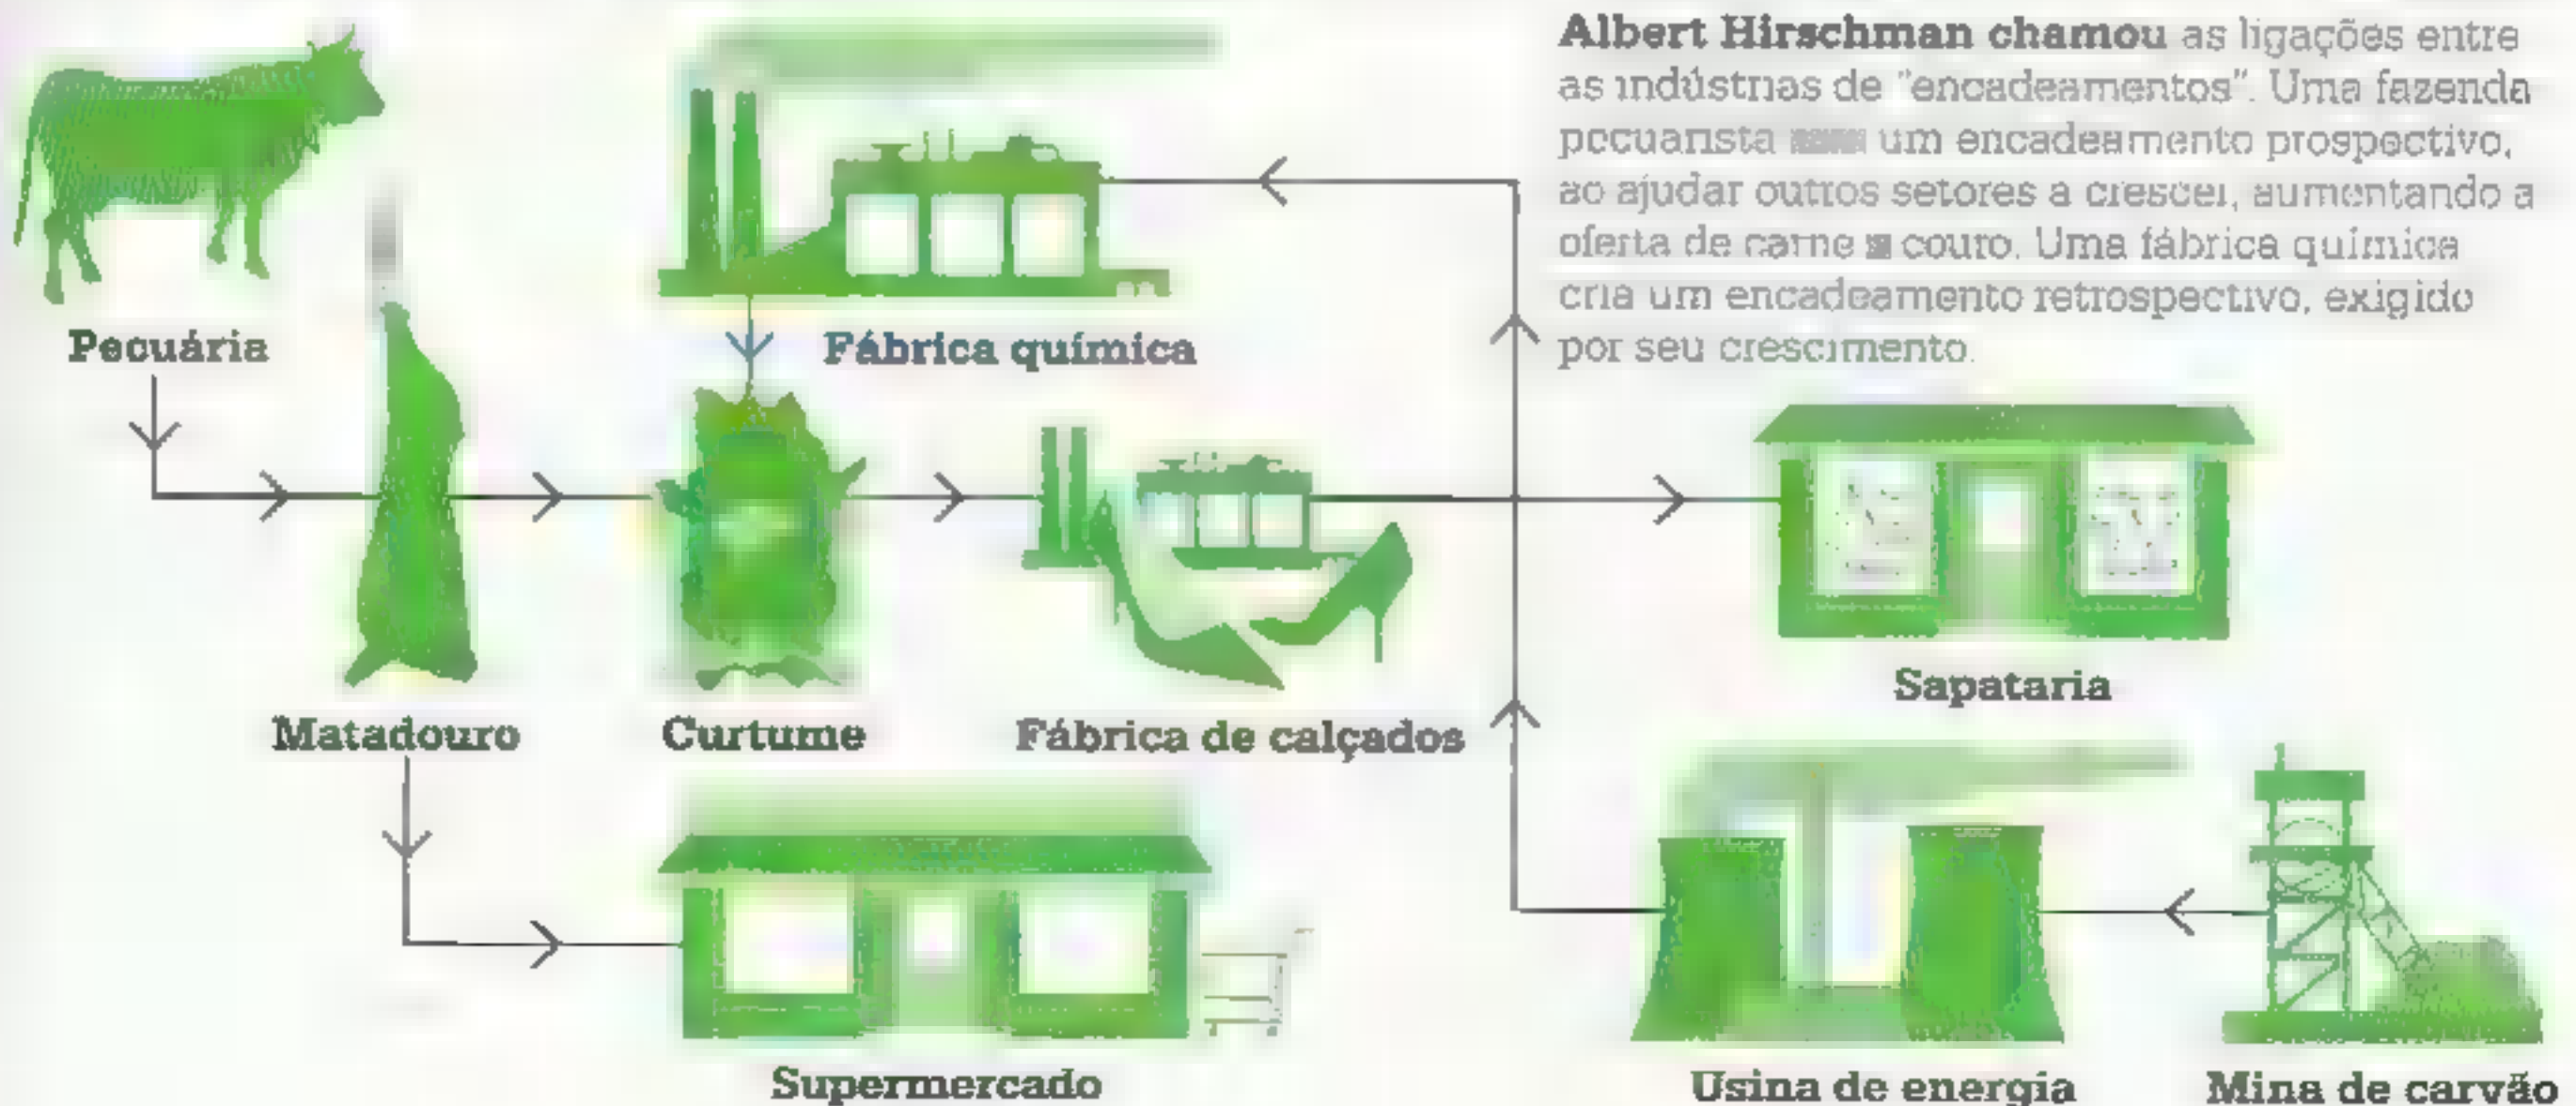 Albert Hirschman chamou as ligações entre
as indústrias de "encadeamentos". Uma fazenda
pecuarista um encadeamento prospectivo,
ao ajudar outros setores a crescer, aumentando a
oferta de carne couro. Uma fábrica química
cria um encadeamento retrospectivo, exigido
por seu crescimento.
Pecuária
Fábrica química
Matadouro
Curtume
Fábrica de calçados
Sapataria
Supermercado
Usina de energia
Mina de carvão